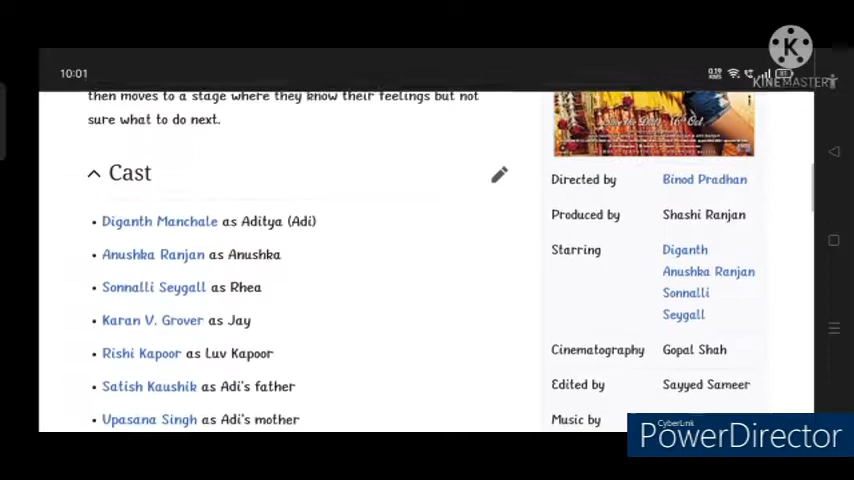 10:01
KINEMASTER
then moves to a stage where they know their feelings but not
sure what to do next.
Cast
• Diganth Manchale as Aditya (Adi)
• Anushka Ranjan as Anushka
• Sonnalli Seygall as Rhea
• Karan V. Grover as Jay
• Rishi Kapoor as Luv Kapoor
• Satish Kaushik as Adi's father
• Upasana Singh as Adi's mother
Directed by Binod Pradhan
Produced by Shashi Ranjan
Starring Diganth
Anushka Ranjan
Sonnalli
Seygall
Cinematography Gopal Shah
Edited by Sayyed Sameer
Music by
CyberLink
PowerDirector